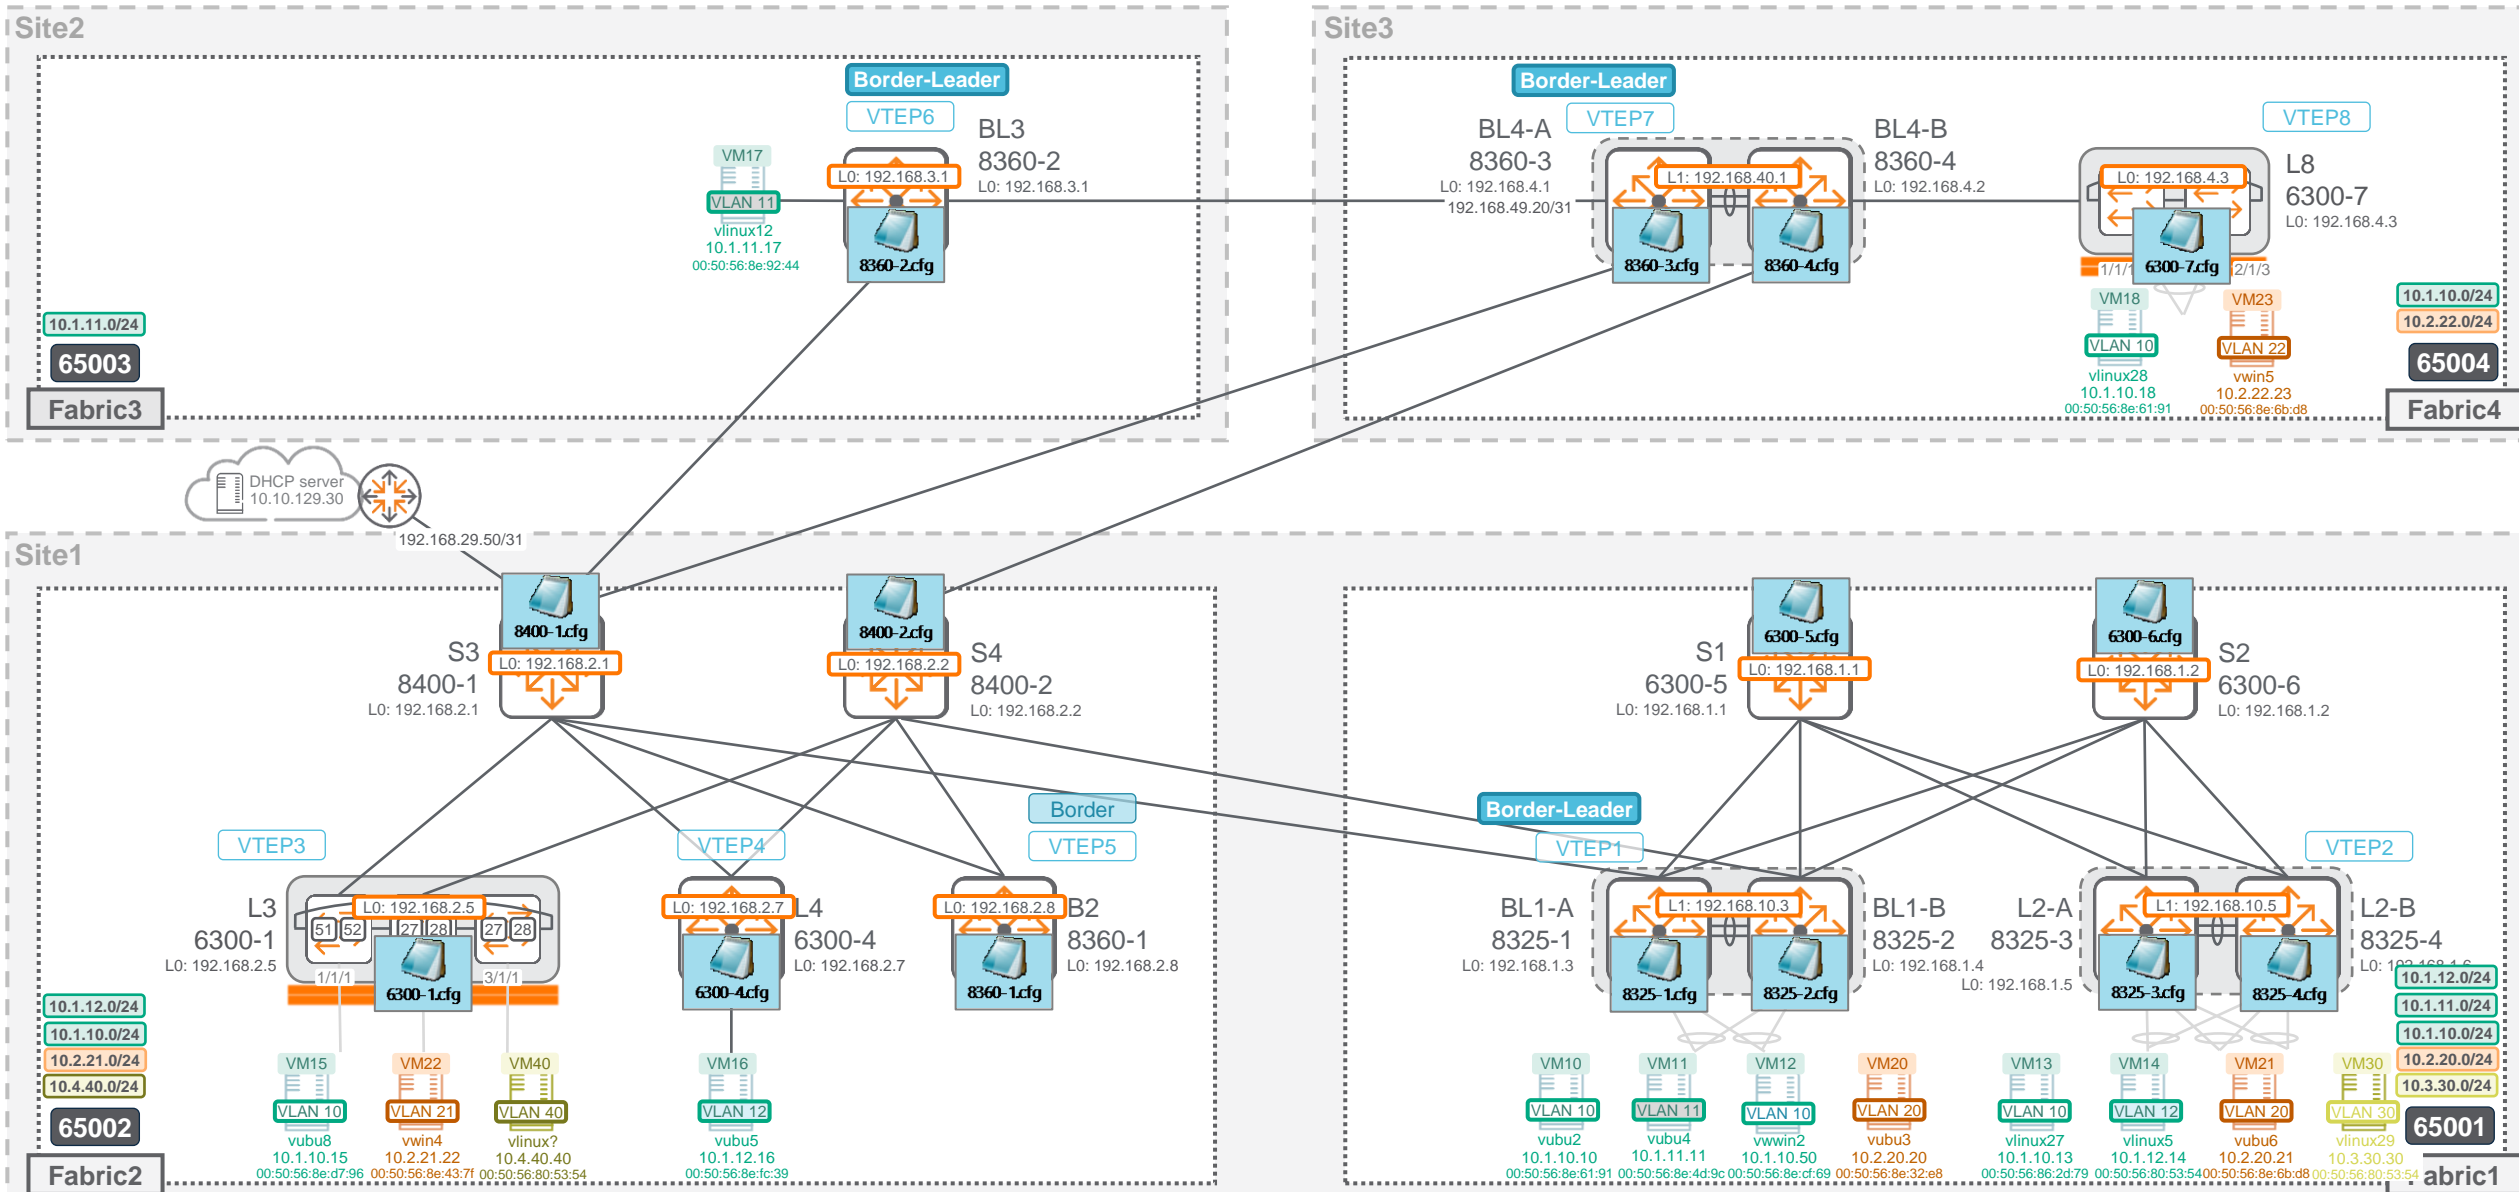 Site2
Border-Leader
VTEP6
BL3
8360-2
L0: 192.168.3.1
L0: 192.168.3.1
8360-2.cfg
VM17
VLAN 11
vlinux12
10.1.11.17
00:50:56:8e:92:44
10.1.11.0/24
65003
Fabric3
Site3
Border-Leader
VTEP7
BL4-A
8360-3
L0: 192.168.4.1
192.168.49.20/31
L1: 192.168.40.1
8360-3.cfg
8360-4.cfg
BL4-B
8360-4
L0: 192.168.4.2
VTEP8
L8
6300-7
L0: 192.168.4.3
L0: 192.168.4.3
6300-7.cfg
1/1/1
2/1/3
VM18
VLAN 10
vlinux28
10.1.10.18
00:50:56:8e:61:91
VM23
VLAN 22
vwin5
10.2.22.23
00:50:56:8e:6b:d8
10.1.10.0/24
10.2.22.0/24
65004
Fabric4
DHCP server
10.10.129.30
192.168.29.50/31
Site1
8400-1.cfg
S3
8400-1
L0: 192.168.2.1
L0: 192.168.2.1
8400-2.cfg
L0: 192.168.2.2
S4
8400-2
L0: 192.168.2.2
6300-5.cfg
S1
6300-5
L0: 192.168.1.1
L0: 192.168.1.1
6300-6.cfg
L0: 192.168.1.2
S2
6300-6
L0: 192.168.1.2
VTEP3
VTEP4
Border
VTEP5
L3
6300-1
L0: 192.168.2.5
L0: 192.168.2.5
51
52
27
28
27
28
1/1/1
3/1/1
6300-1.cfg
L0: 192.168.2.7
L4
6300-4
L0: 192.168.2.7
6300-4.cfg
L0: 192.168.2.8
B2
8360-1
L0: 192.168.2.8
8360-1.cfg
10.1.12.0/24
10.1.10.0/24
10.2.21.0/24
10.4.40.0/24
65002
Fabric2
VM15
VLAN 10
vubu8
10.1.10.15
00:50:56:8e:d7:96
VM22
VLAN 21
vwin4
10.2.21.22
00:50:56:8e:43:7f
VM40
VLAN 40
vlinux?
10.4.40.40
00:50:56:80:53:54
VM16
VLAN 12
vubu5
10.1.12.16
00:50:56:8e:fc:39
Border-Leader
VTEP1
BL1-A
8325-1
L0: 192.168.1.3
L1: 192.168.10.3
8325-1.cfg
8325-2.cfg
BL1-B
8325-2
L0: 192.168.1.4
VTEP2
L2-A
8325-3
L0: 192.168.1.5
L1: 192.168.10.5
8325-3.cfg
8325-4.cfg
L2-B
8325-4
L0: 192.168.1.6
10.1.12.0/24
10.1.11.0/24
10.1.10.0/24
10.2.20.0/24
10.3.30.0/24
65001
abric1
VM10
VLAN 10
vubu2
10.1.10.10
00:50:56:8e:61:91
VM11
VLAN 11
vubu4
10.1.11.11
00:50:56:8e:4d:9c
VM12
VLAN 10
vwwin2
10.1.10.50
00:50:56:8e:cf:69
VM20
VLAN 20
vubu3
10.2.20.20
00:50:56:8e:32:e8
VM13
VLAN 10
vlinux27
10.1.10.13
00:50:56:86:2d:79
VM14
VLAN 12
vlinux5
10.1.12.14
00:50:56:80:53:54
VM21
VLAN 20
vubu6
10.2.20.21
00:50:56:8e:6b:d8
VM30
VLAN 30
vlinux29
10.3.30.30
00:50:56:80:53:54